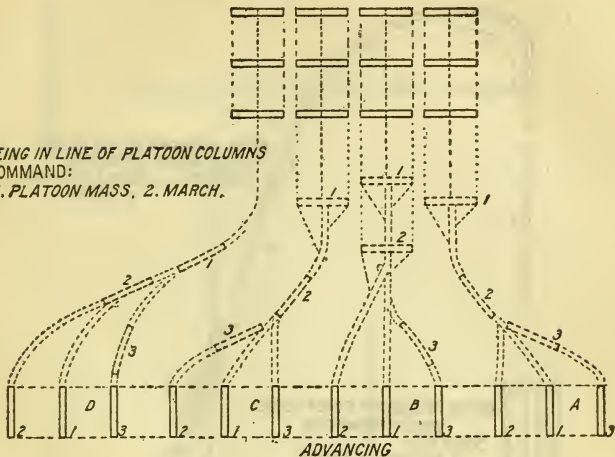 EING IN LINE OF PLATOON COLUMNS
OMMAND:
. PLATOON MASS, 2. MARCH.
1
1 1
2
1
2 2 2
3 3 3 3
D C B A
2 1 3 2 1 3 2 1 3 2 1 3
ADVANCING